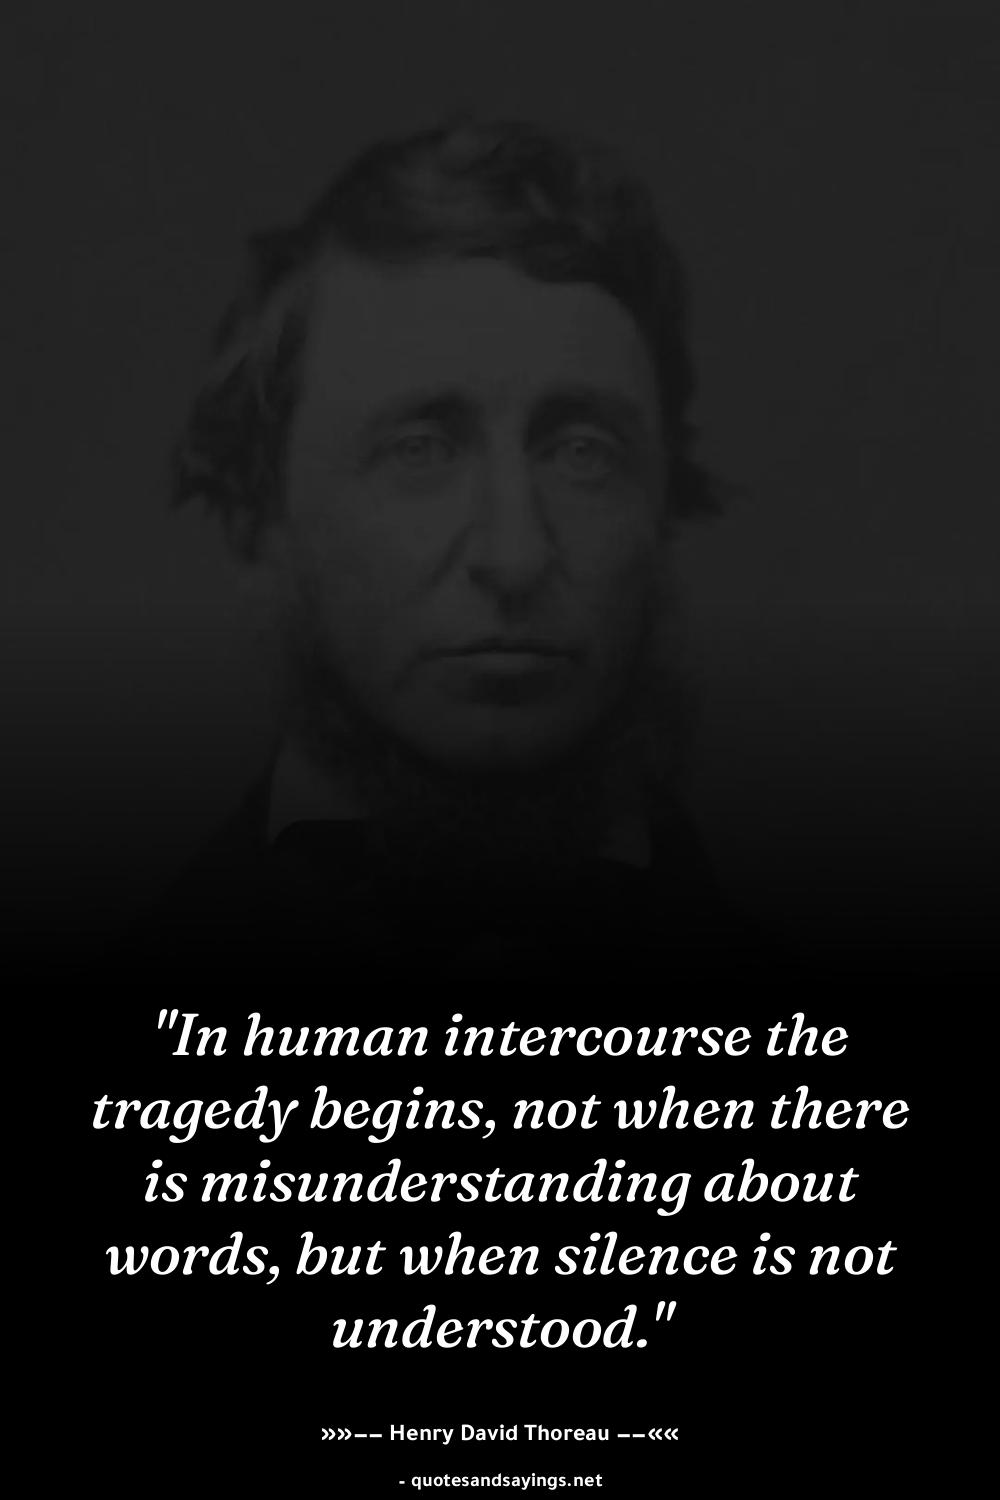 "In human intercourse the
tragedy begins, not when there
is misunderstanding about
words, but when silence is not
understood."
»»−− Henry David Thoreau −−««
- quotesandsayings.net